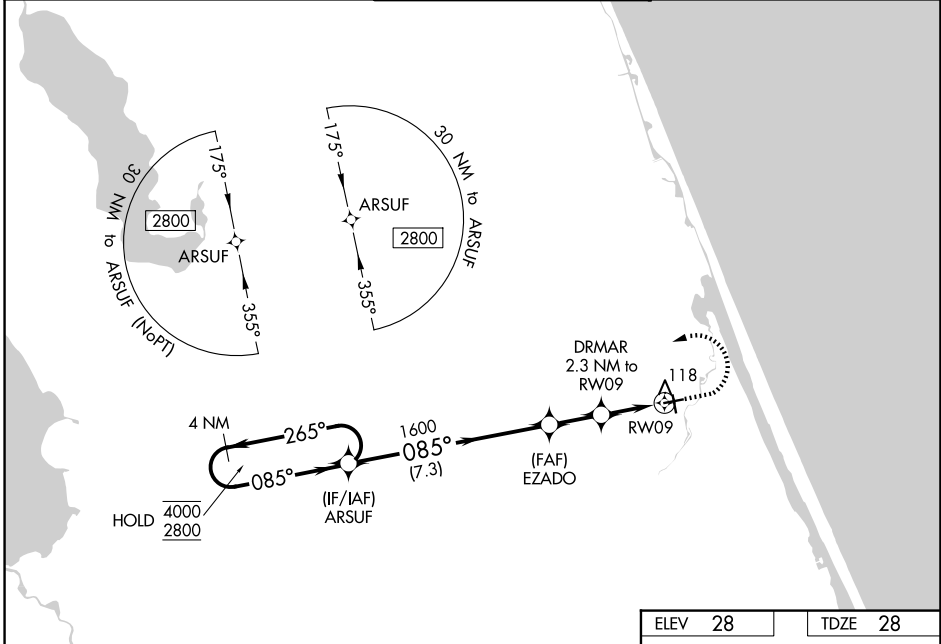 30 NM to ARSUF (NoPT)
175°
2800
ARSUF
355°
175°
30 NM to ARSUF
ARSUF
2800
355°
DRMAR
2.3 NM to
RW09
118
RW09
4 NM
265°
1600
085°
(7.3)
085°
(FAF)
EZADO
(IF/IAF)
ARSUF
HOLD
4000
2800
ELEV 28
TDZE 28